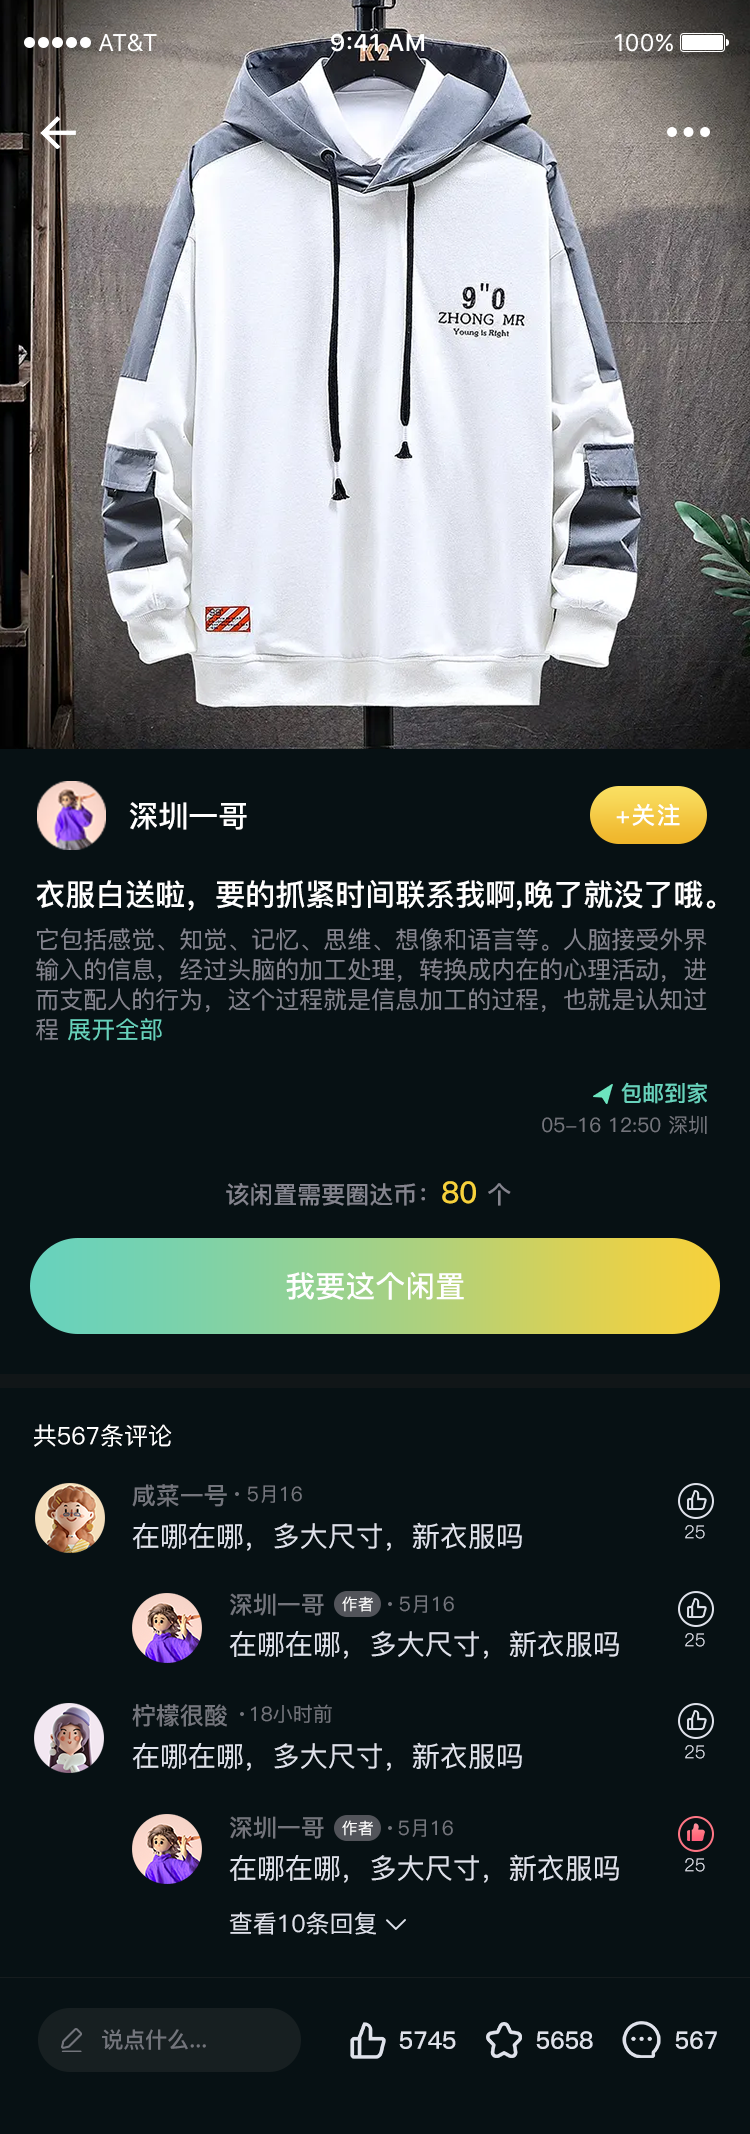 AT&T
9:41 AM
100%
K2
9"0
ZHONG MR
Young is Right
深圳一哥
+关注
衣服白送啦，要的抓紧时间联系我啊,晚了就没了哦。
它包括感觉、知觉、记忆、思维、想像和语言等。人脑接受外界
输入的信息，经过头脑的加工处理，转换成内在的心理活动，进
而支配人的行为，这个过程就是信息加工的过程，也就是认知过
程 展开全部
包邮到家
05-16 12:50 深圳
该闲置需要圈达币：80 个
我要这个闲置
共567条评论
咸菜一号 · 5月16
在哪在哪，多大尺寸，新衣服吗
25
深圳一哥 作者 · 5月16
在哪在哪，多大尺寸，新衣服吗
25
柠檬很酸 · 18小时前
在哪在哪，多大尺寸，新衣服吗
25
深圳一哥 作者 · 5月16
在哪在哪，多大尺寸，新衣服吗
25
查看10条回复
说点什么...
5745
5658
567